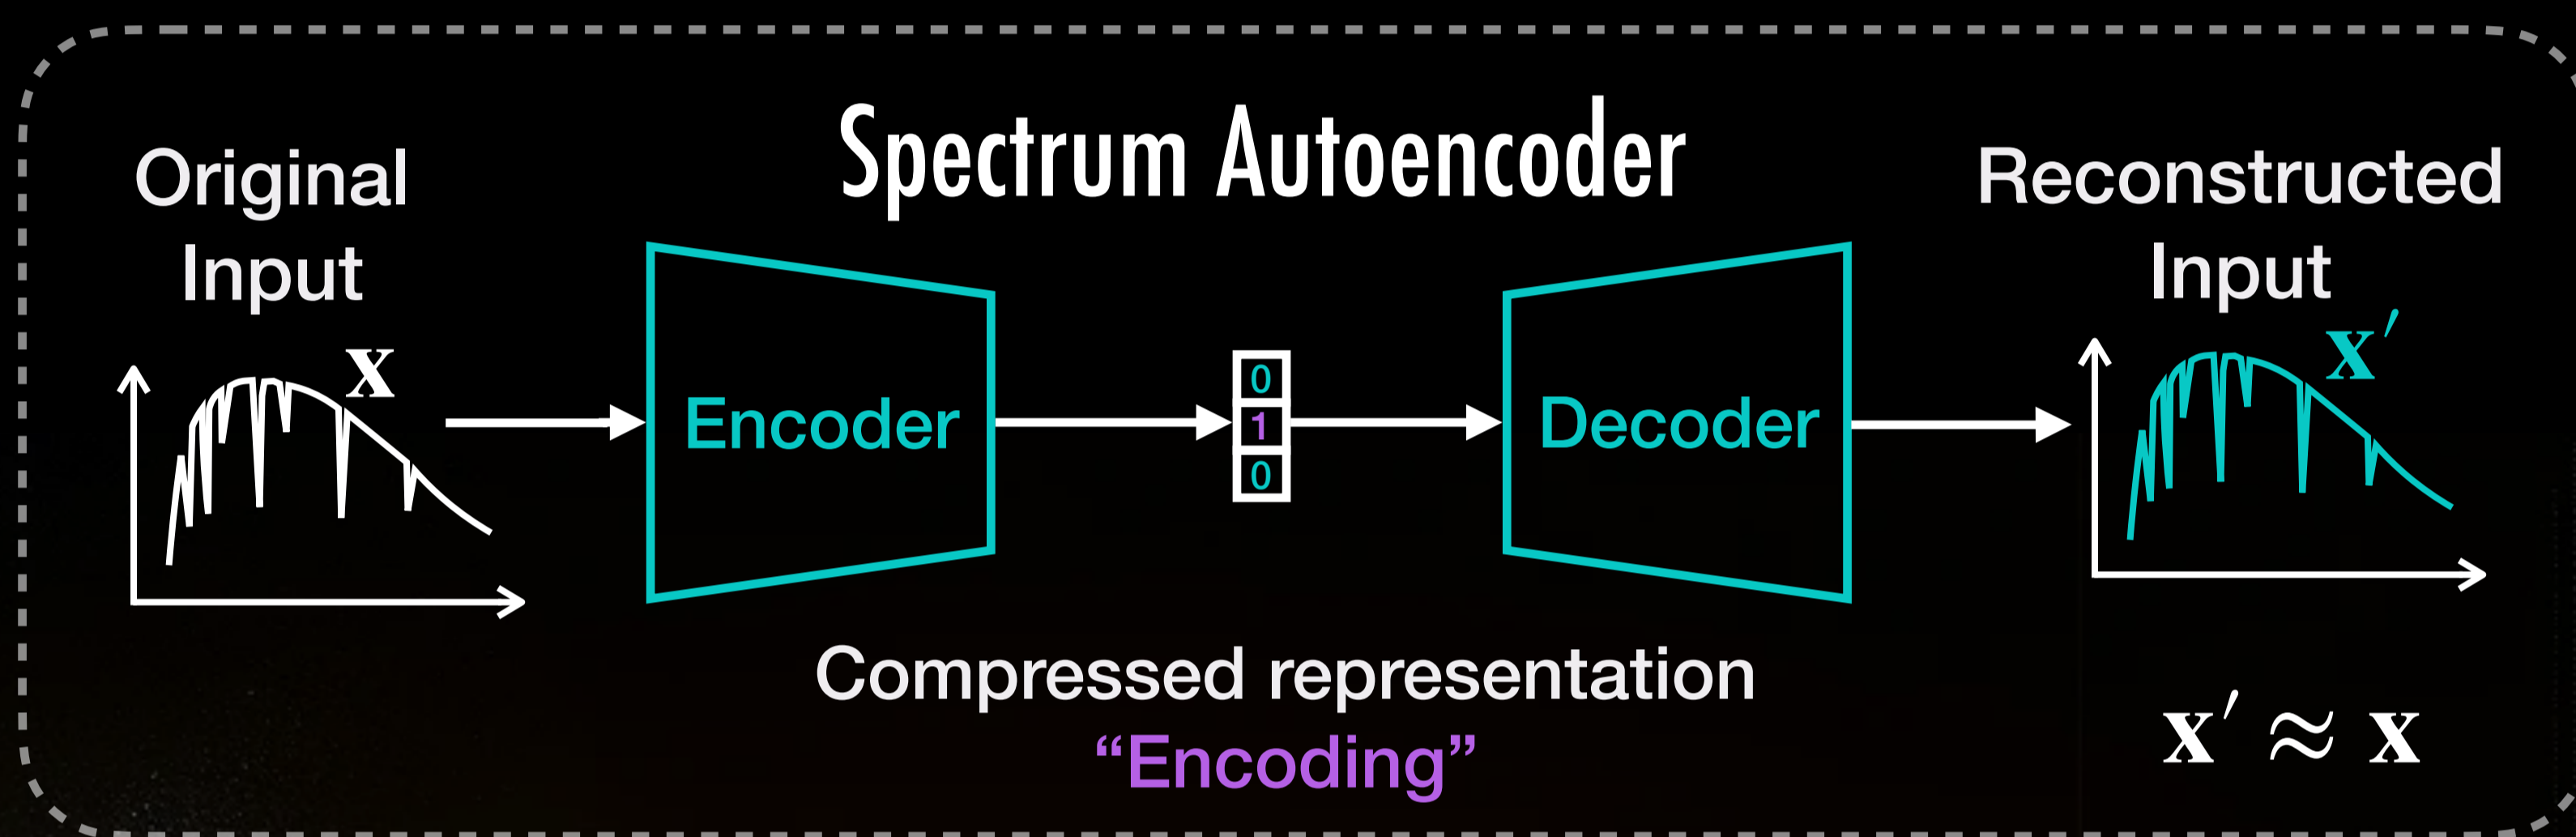 Spectrum Autoencoder
Original
Input
x
Encoder
0
1
0
Decoder
Reconstructed
Input
x′
Compressed representation
“Encoding”
x′ ≈ x